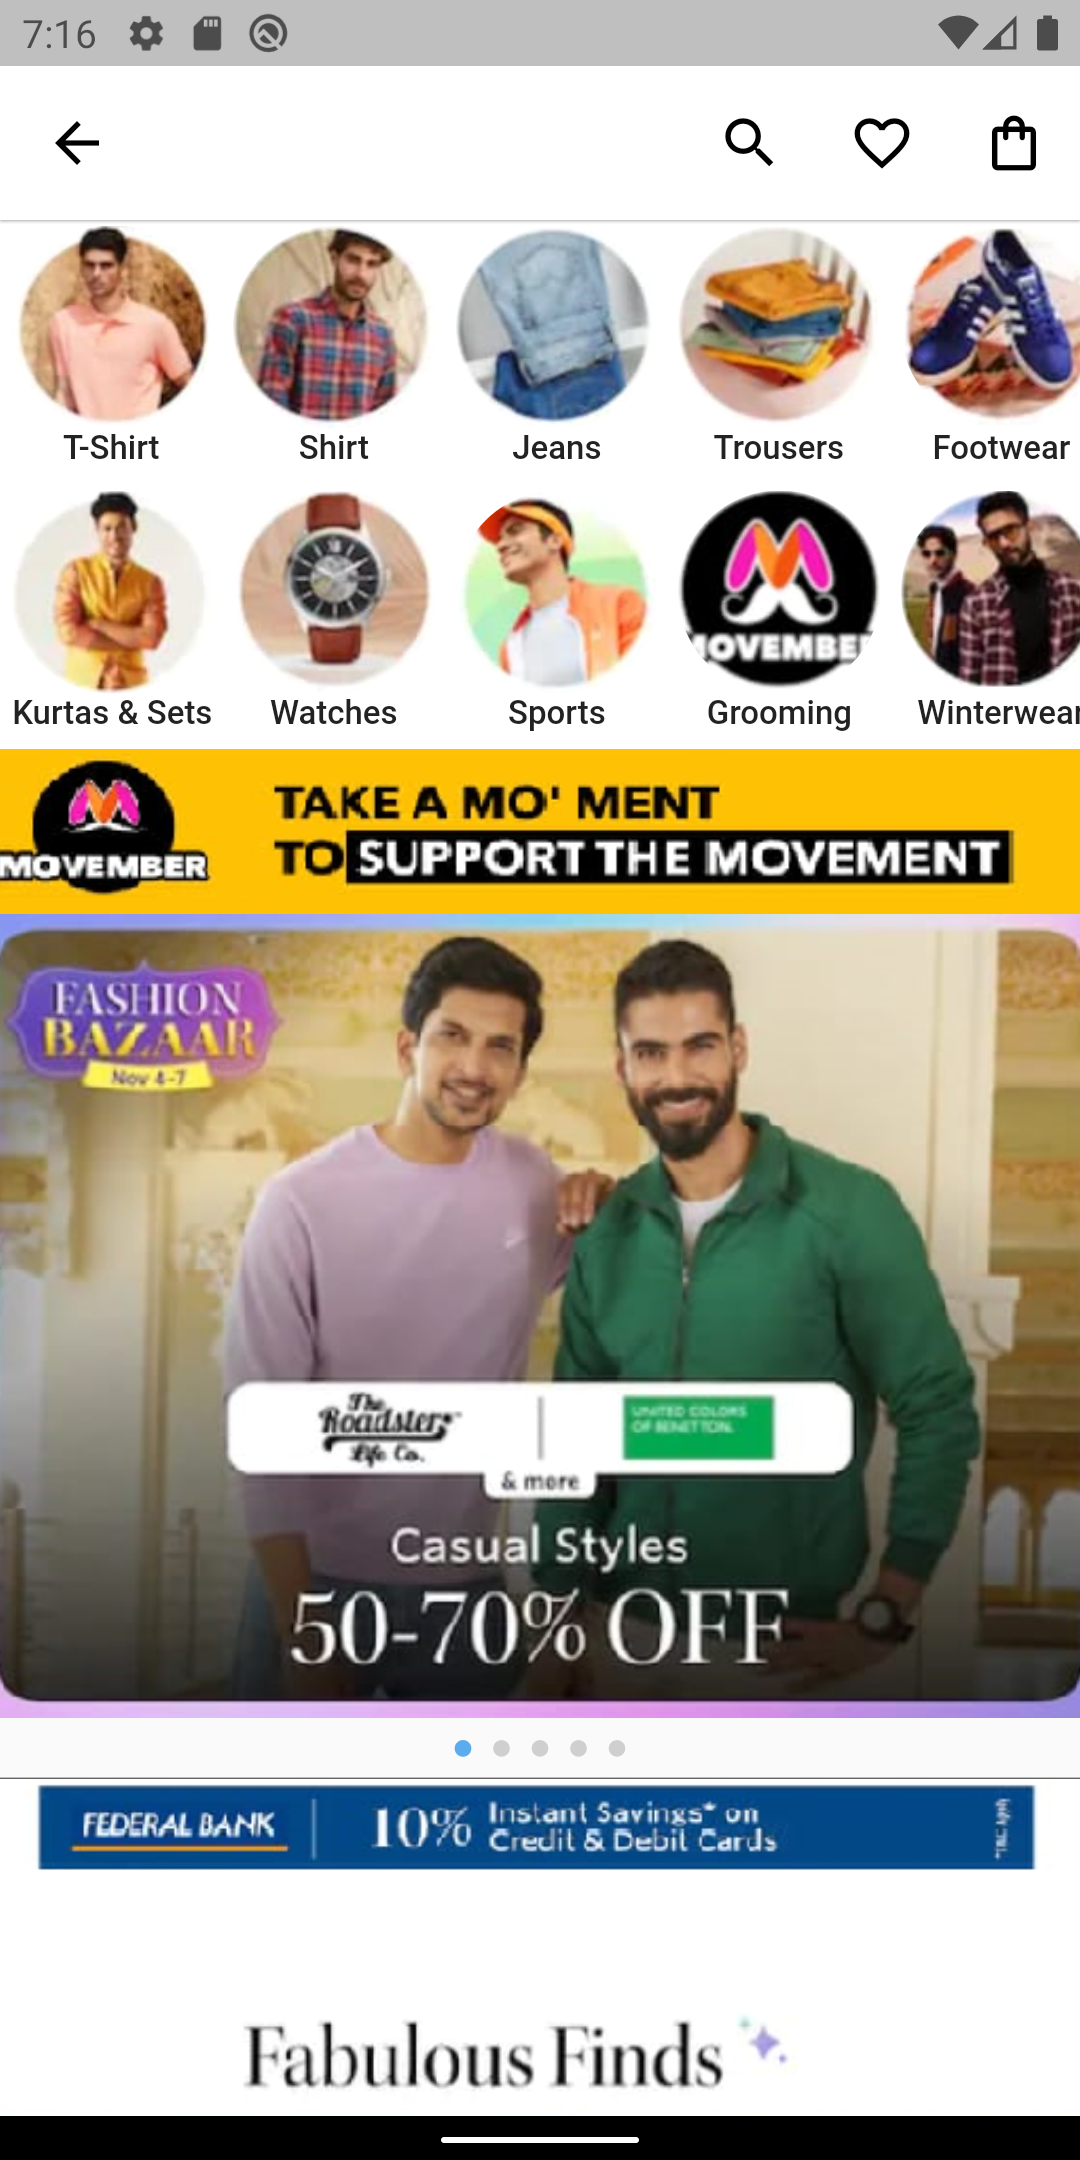 7:16
T-Shirt
Shirt
Jeans
Trousers
Footwear
MOVEMBER
Kurtas & Sets
Watches
Sports
Grooming
Winterwear
MOVEMBER
TAKE A MO' MENT
TO SUPPORT THE MOVEMENT
FASHION
BAZAAR
Nov 4-7
The
Roadster
Life Co.
UNITED COLORS
OF BENETTON.
& more
Casual Styles
50-70% OFF
FEDERAL BANK
10%
Instant Savings* on
Credit & Debit Cards
*T&C Apply
Fabulous Finds